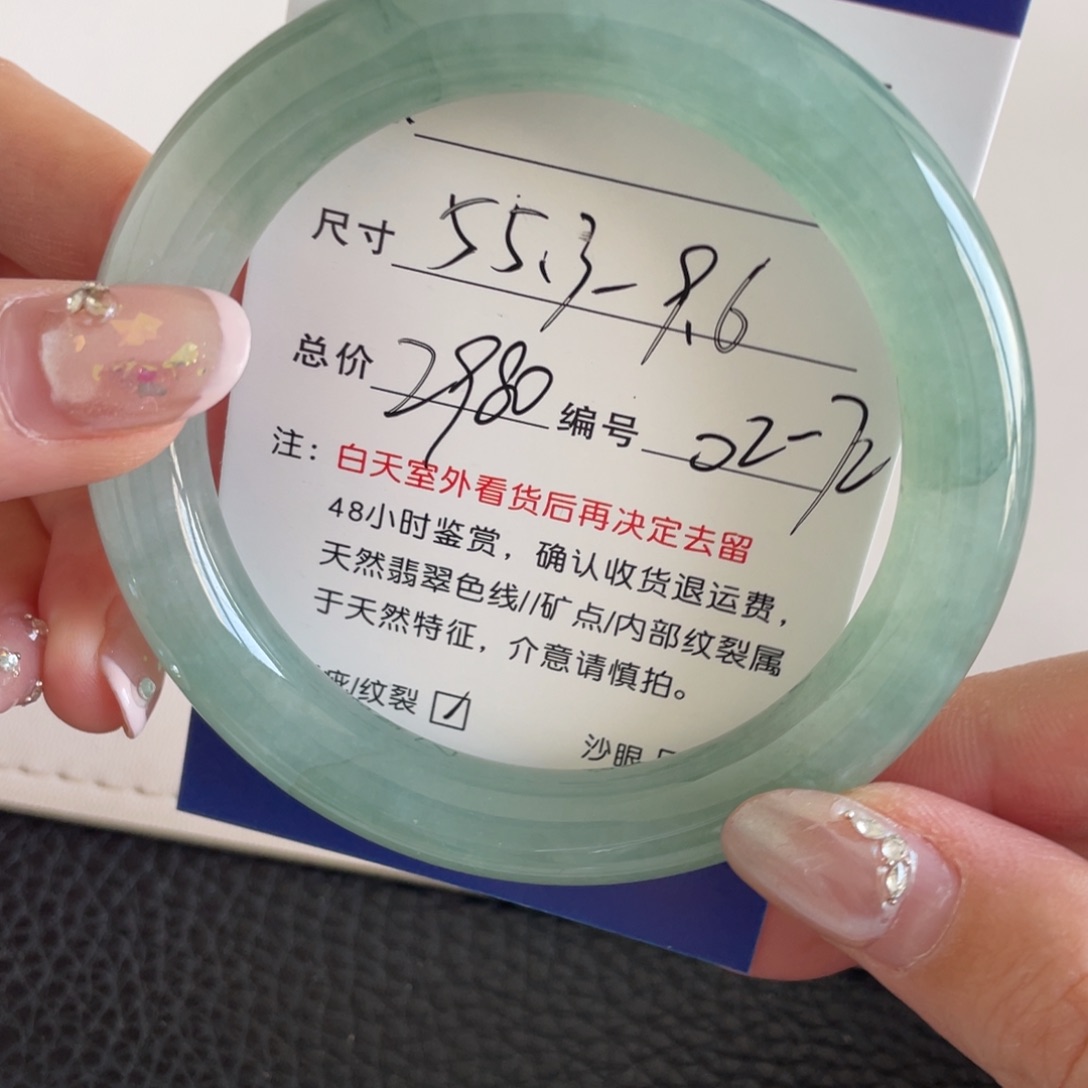 尺寸 55.3-9.6
总价 2980 编号 02-72
注：白天室外看货后再决定去留
48小时鉴赏，确认收货退运费，
天然翡翠色线//矿点/内部纹裂属
于天然特征，介意请慎拍。
/纹裂 ☑ 沙眼